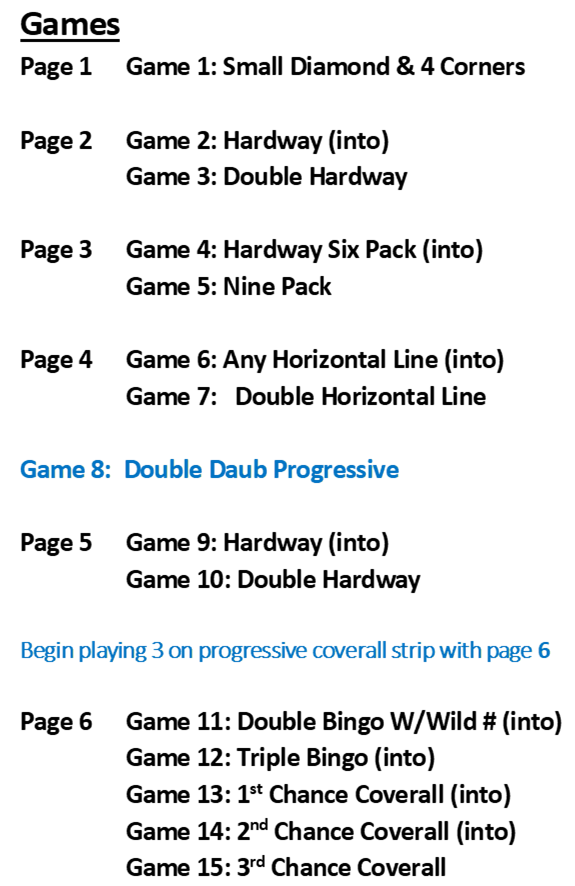 Games
Page 1 Game 1: Small Diamond & 4 Corners
Page 2 Game 2: Hardway (into)
Game 3: Double Hardway
Page 3 Game 4: Hardway Six Pack (into)
Game 5: Nine Pack
Page 4 Game 6: Any Horizontal Line (into)
Game 7: Double Horizontal Line
Game 8: Double Daub Progressive
Page 5 Game 9: Hardway (into)
Game 10: Double Hardway
Begin playing 3 on progressive coverall strip with page 6
Page 6 Game 11: Double Bingo W/Wild # (into)
Game 12: Triple Bingo (into)
Game 13: 1st Chance Coverall (into)
Game 14: 2nd Chance Coverall (into)
Game 15: 3rd Chance Coverall